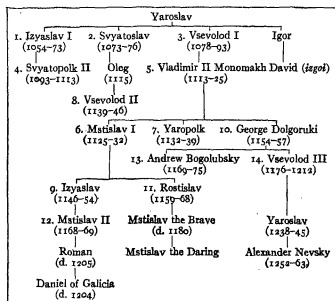 Yaroslav
1. Izyaslav I 2. Svyatoslav 3. Vsevolod I Igor
(1054–73) (1073–76) (1078–93)
4. Svyatopolk II Oleg 5. Vladimir II Monomakh David (izgoi)
(1093–1113) (1115) (1113–25)
8. Vsevolod II
(1139–46)
6. Mstislav I 7. Yaropolk 10. George Dolgoruki
(1125–32) (1132–39) (1154–57)
13. Andrew Bogolubsky 14. Vsevolod III
(1169–75) (1176–1212)
9. Izyaslav 11. Rostislav
(1146–54) (1159–68)
12. Mstislav II Mstislav the Brave Yaroslav
(1168–69) (d. 1180) (1238–45)
Roman Mstislav the Daring Alexander Nevsky
(d. 1205) (1252–63)
Daniel of Galicia
(d. 1204)